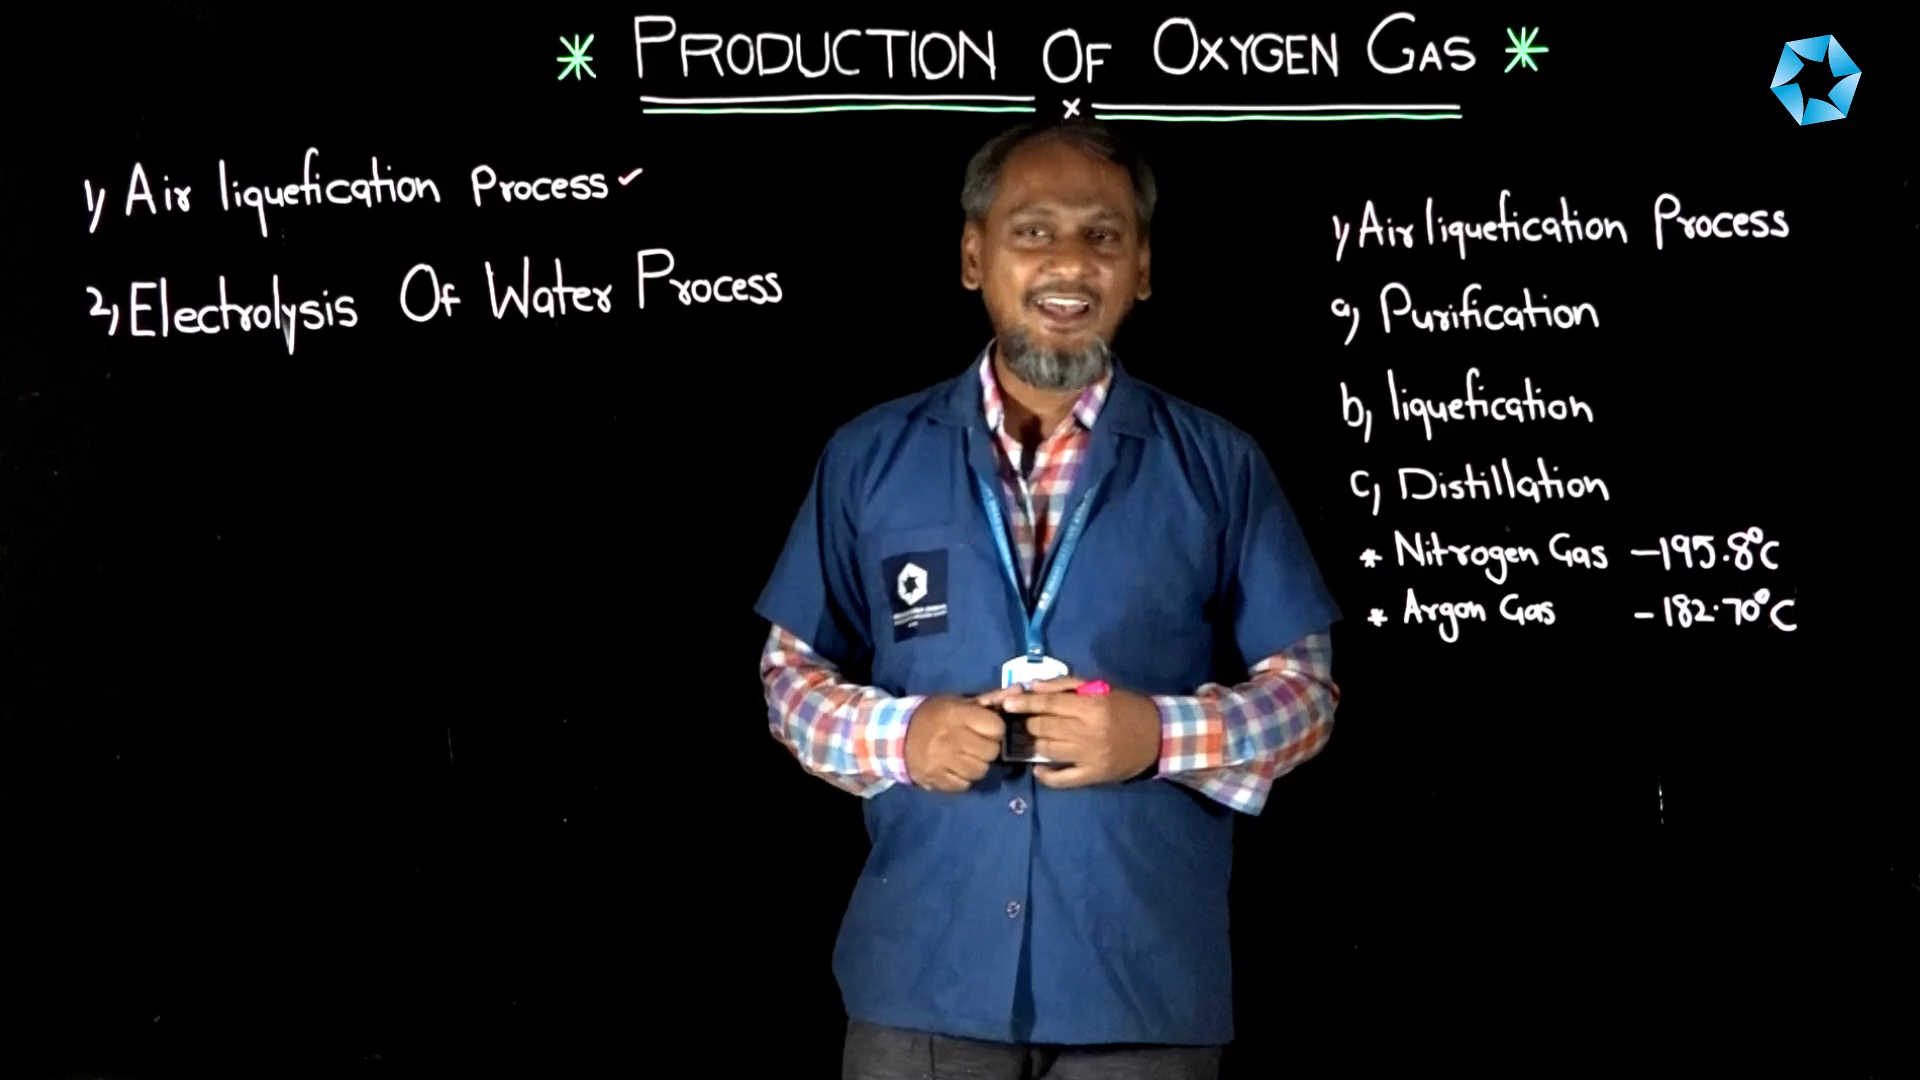 * PRODUCTION OF OXYGEN GAS *
x
1) Air liquefication Process ✓
2) Electrolysis Of Water Process
1) Air liquefication Process
a) Purification
b) liquefication
c) Distillation
* Nitrogen Gas -195.8°C
* Argon Gas - 182.70°C